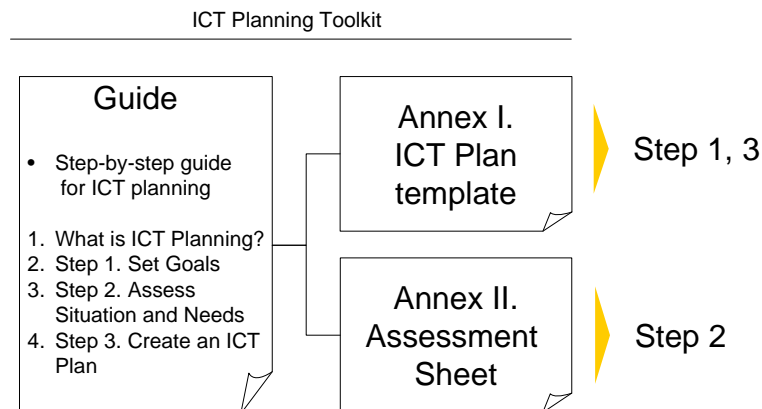 ICT Planning Toolkit
Guide
• Step-by-step guide
for ICT planning
1. What is ICT Planning?
2. Step 1. Set Goals
3. Step 2. Assess
Situation and Needs
4. Step 3. Create an ICT
Plan
Annex I.
ICT Plan
template
Step 1, 3
Annex II.
Assessment
Sheet
Step 2